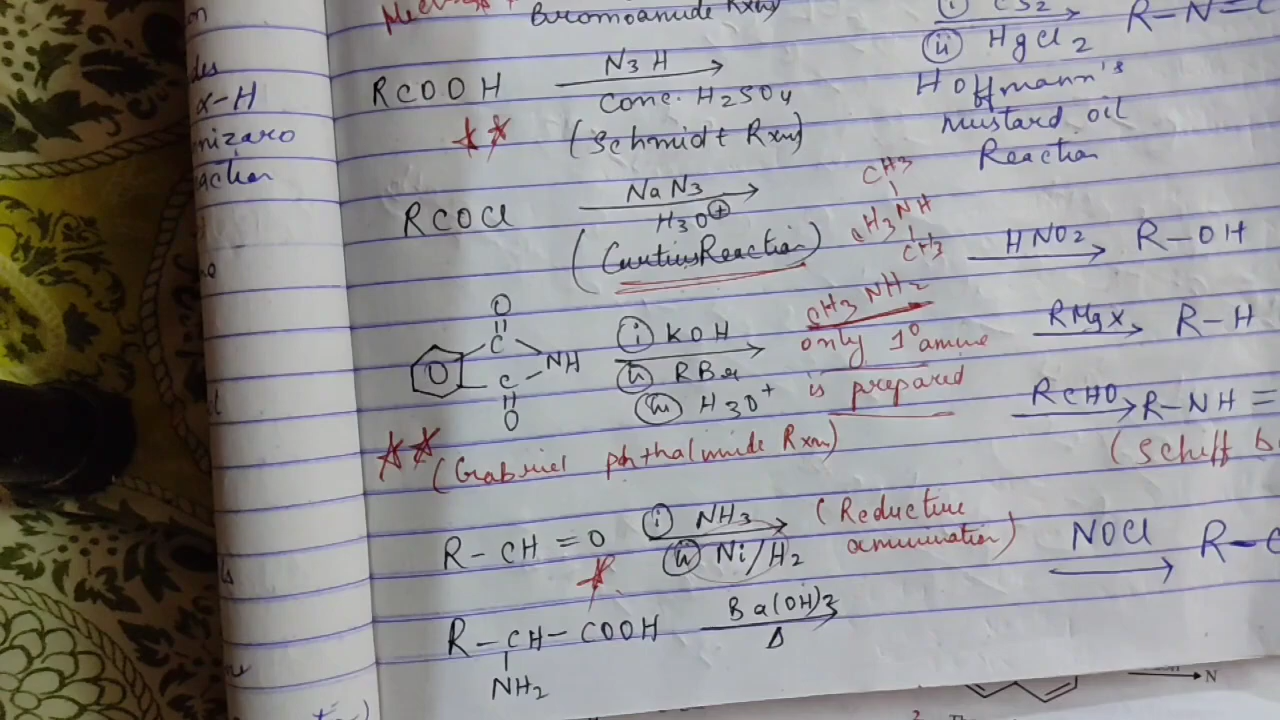 Bromoamide Rxn
(i) CS2
R-N=C
(ii) HgCl2
Hoffmann's
Mustard oil
Reaction
α-H
nizaro
action
RCOOH N3H
Conc. H2SO4
(Schmidt Rxn)
RCOCl NaN3
H3O⊕
(Curtius Reaction)
CH3
CH3NH
CH3
HNO2 R-OH
O
C
NH
C
O
(i) KOH
(ii) RBr
(iii) H3O+
CH3NH2
only 1° amine
is prepared
RMgX R-H
RCHO R-NH=
(Schiff b
(Gabriel phthalimide Rxn)
R-CH=O (i) NH3
(ii) Ni/H2
(Reductive
ammination)
NOCl R-C
R-CH-COOH Ba(OH)2
Δ
NH2
N